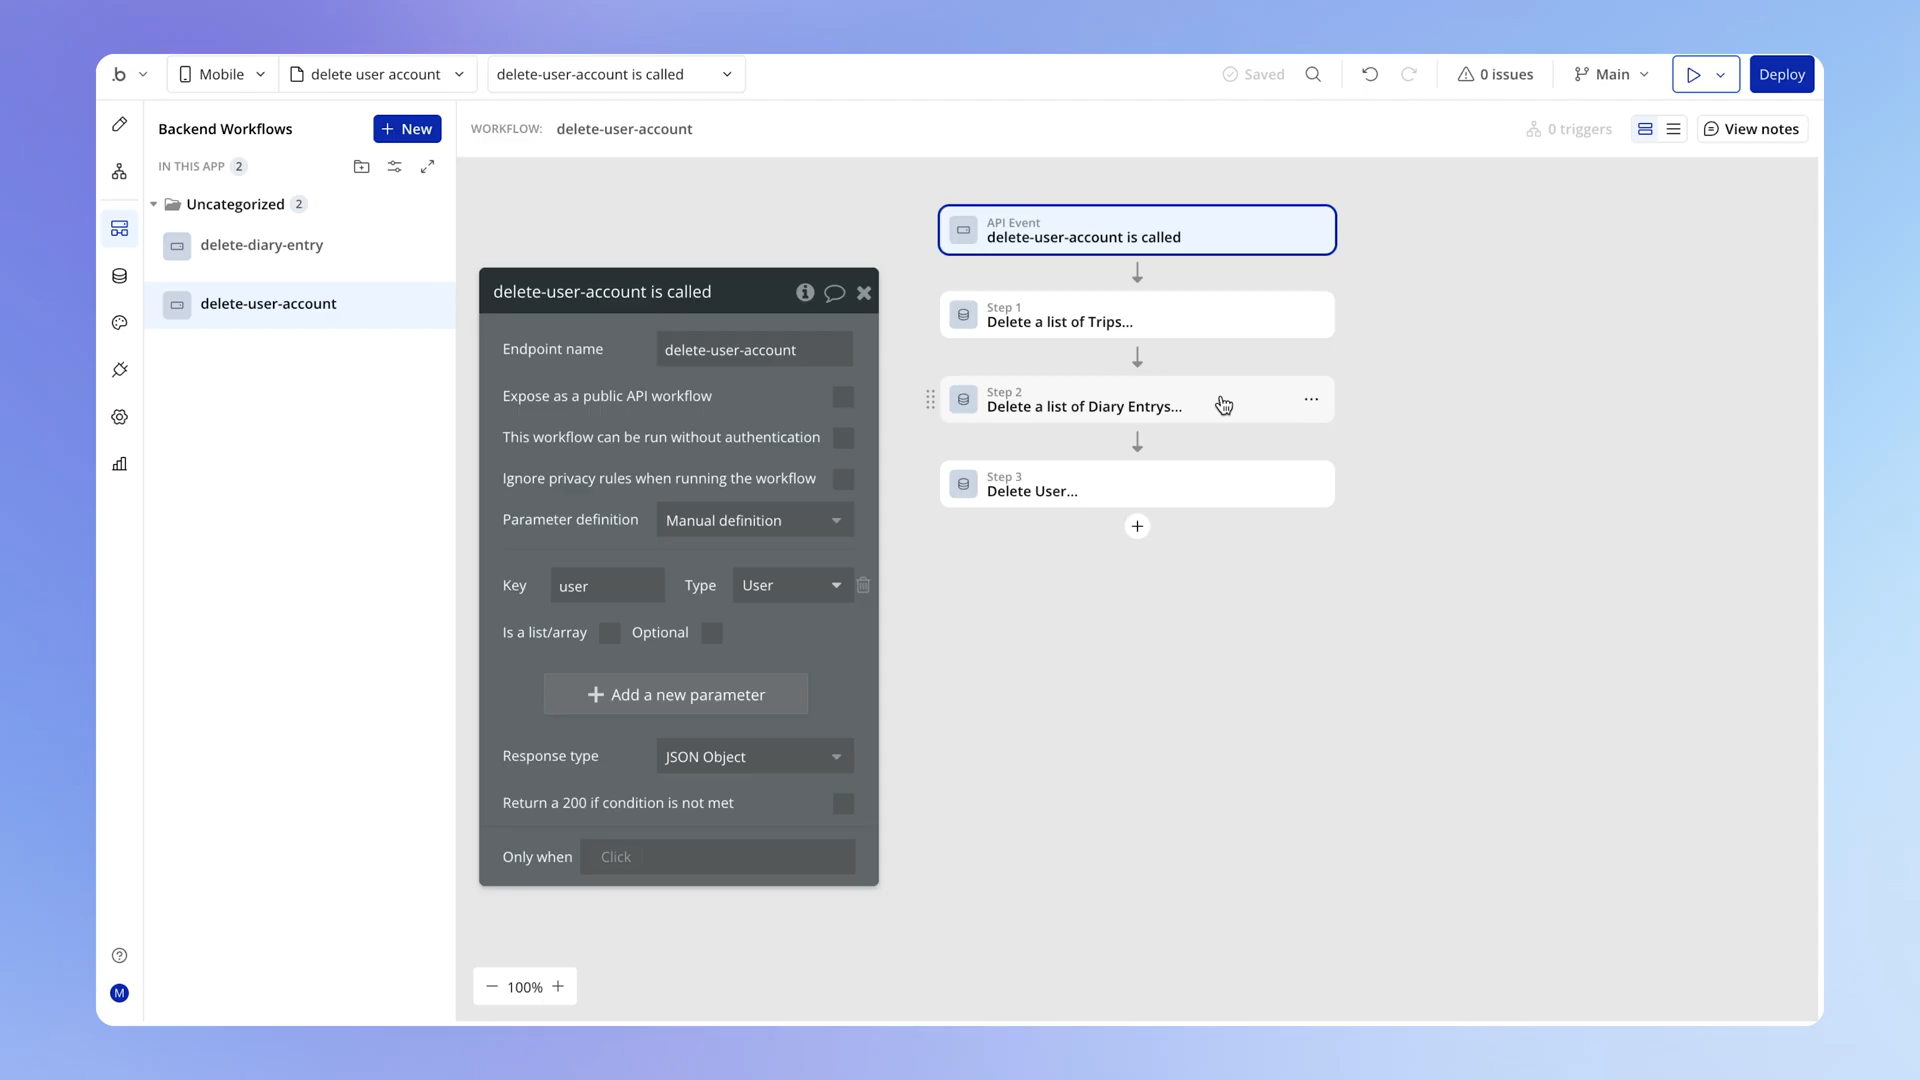 .b
Mobile
delete user account
delete-user-account is called
Saved
0 issues
Main
Deploy
Backend Workflows
+ New
WORKFLOW: delete-user-account
0 triggers
View notes
IN THIS APP 2
Uncategorized 2
delete-diary-entry
delete-user-account
API Event
delete-user-account is called
Step 1
Delete a list of Trips...
Step 2
Delete a list of Diary Entrys...
...
Step 3
Delete User...
+
delete-user-account is called
Endpoint name delete-user-account
Expose as a public API workflow
This workflow can be run without authentication
Ignore privacy rules when running the workflow
Parameter definition Manual definition
Key user Type User
Is a list/array Optional
+ Add a new parameter
Response type JSON Object
Return a 200 if condition is not met
Only when Click
− 100% +
M